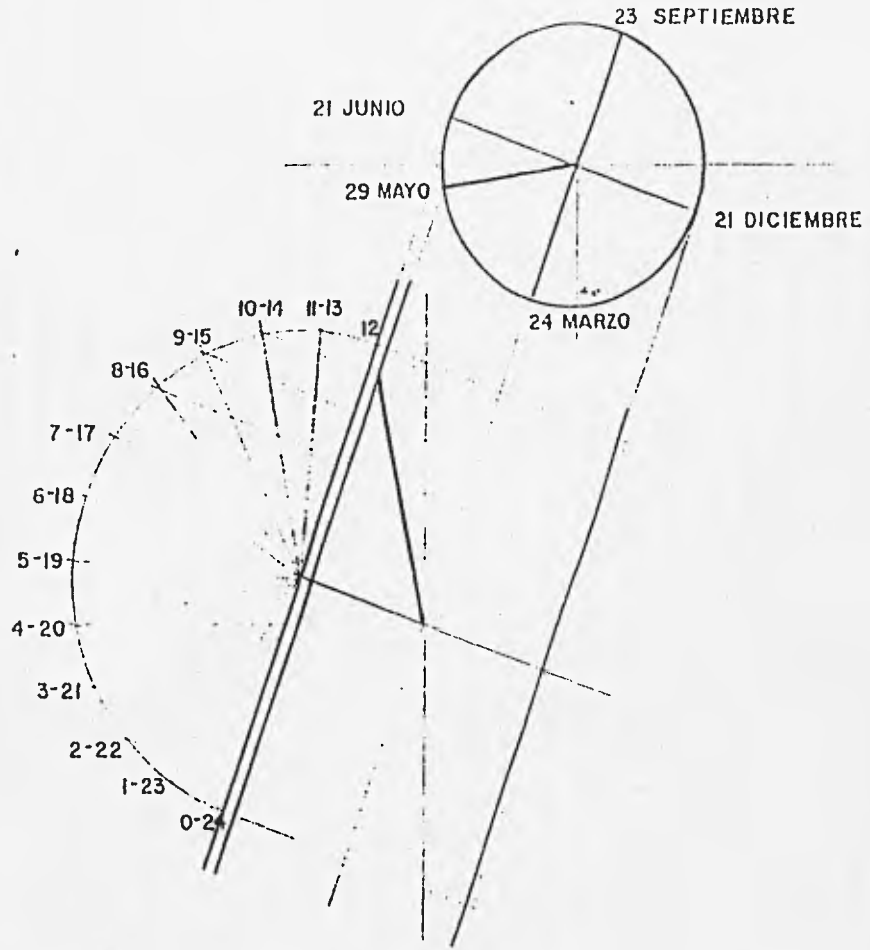 23 SEPTIEMBRE
21 JUNIO
29 MAYO
21 DICIEMBRE
24 MARZO
12
11-13
10-14
9-15
8-16
7-17
6-18
5-19
4-20
3-21
2-22
1-23
0-24